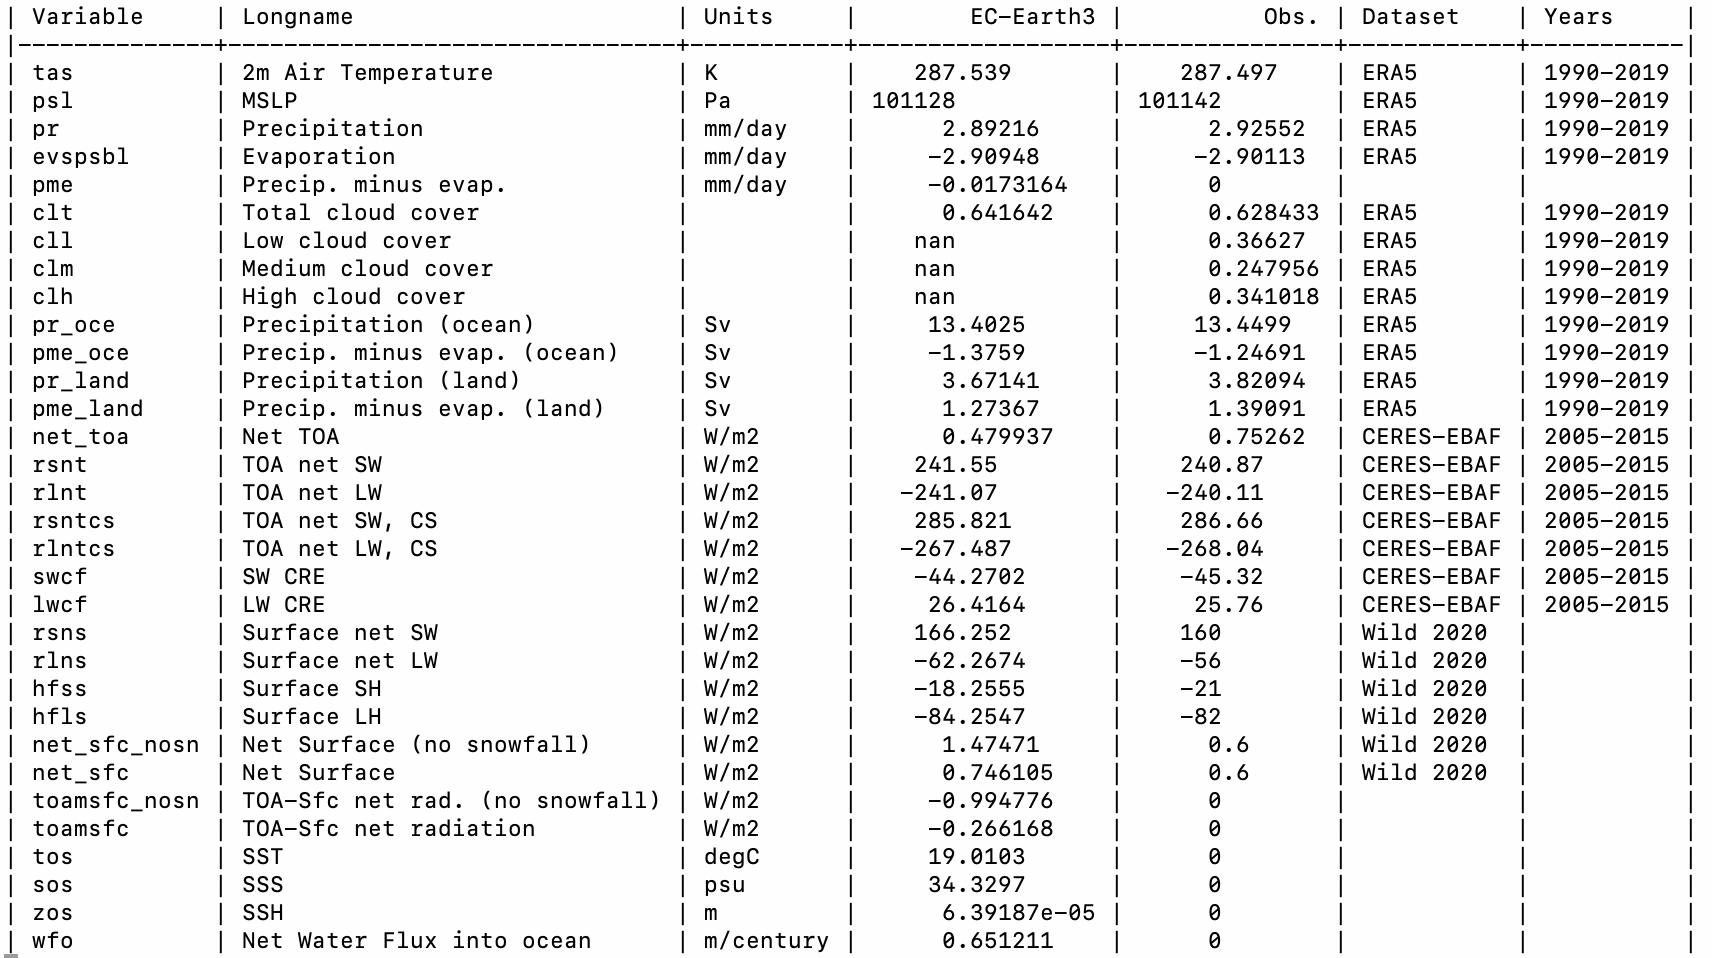 | Variable | Longname | Units | EC-Earth3 | Obs. | Dataset | Years |
|--------------+--------------------------------+-----------+------------------+---------------+------------+-----------|
| tas | 2m Air Temperature | K | 287.539 | 287.497 | ERA5 | 1990-2019 |
| psl | MSLP | Pa | 101128 | 101142 | ERA5 | 1990-2019 |
| pr | Precipitation | mm/day | 2.89216 | 2.92552 | ERA5 | 1990-2019 |
| evspsbl | Evaporation | mm/day | -2.90948 | -2.90113 | ERA5 | 1990-2019 |
| pme | Precip. minus evap. | mm/day | -0.0173164 | 0 | | |
| clt | Total cloud cover | | 0.641642 | 0.628433 | ERA5 | 1990-2019 |
| cll | Low cloud cover | | nan | 0.36627 | ERA5 | 1990-2019 |
| clm | Medium cloud cover | | nan | 0.247956 | ERA5 | 1990-2019 |
| clh | High cloud cover | | nan | 0.341018 | ERA5 | 1990-2019 |
| pr_oce | Precipitation (ocean) | Sv | 13.4025 | 13.4499 | ERA5 | 1990-2019 |
| pme_oce | Precip. minus evap. (ocean) | Sv | -1.3759 | -1.24691 | ERA5 | 1990-2019 |
| pr_land | Precipitation (land) | Sv | 3.67141 | 3.82094 | ERA5 | 1990-2019 |
| pme_land | Precip. minus evap. (land) | Sv | 1.27367 | 1.39091 | ERA5 | 1990-2019 |
| net_toa | Net TOA | W/m2 | 0.479937 | 0.75262 | CERES-EBAF | 2005-2015 |
| rsnt | TOA net SW | W/m2 | 241.55 | 240.87 | CERES-EBAF | 2005-2015 |
| rlnt | TOA net LW | W/m2 | -241.07 | -240.11 | CERES-EBAF | 2005-2015 |
| rsntcs | TOA net SW, CS | W/m2 | 285.821 | 286.66 | CERES-EBAF | 2005-2015 |
| rlntcs | TOA net LW, CS | W/m2 | -267.487 | -268.04 | CERES-EBAF | 2005-2015 |
| swcf | SW CRE | W/m2 | -44.2702 | -45.32 | CERES-EBAF | 2005-2015 |
| lwcf | LW CRE | W/m2 | 26.4164 | 25.76 | CERES-EBAF | 2005-2015 |
| rsns | Surface net SW | W/m2 | 166.252 | 160 | Wild 2020 | |
| rlns | Surface net LW | W/m2 | -62.2674 | -56 | Wild 2020 | |
| hfss | Surface SH | W/m2 | -18.2555 | -21 | Wild 2020 | |
| hfls | Surface LH | W/m2 | -84.2547 | -82 | Wild 2020 | |
| net_sfc_nosn | Net Surface (no snowfall) | W/m2 | 1.47471 | 0.6 | Wild 2020 | |
| net_sfc | Net Surface | W/m2 | 0.746105 | 0.6 | Wild 2020 | |
| toamsfc_nosn | TOA-Sfc net rad. (no snowfall) | W/m2 | -0.994776 | 0 | | |
| toamsfc | TOA-Sfc net radiation | W/m2 | -0.266168 | 0 | | |
| tos | SST | degC | 19.0103 | 0 | | |
| sos | SSS | psu | 34.3297 | 0 | | |
| zos | SSH | m | 6.39187e-05 | 0 | | |
| wfo | Net Water Flux into ocean | m/century | 0.651211 | 0 | | |